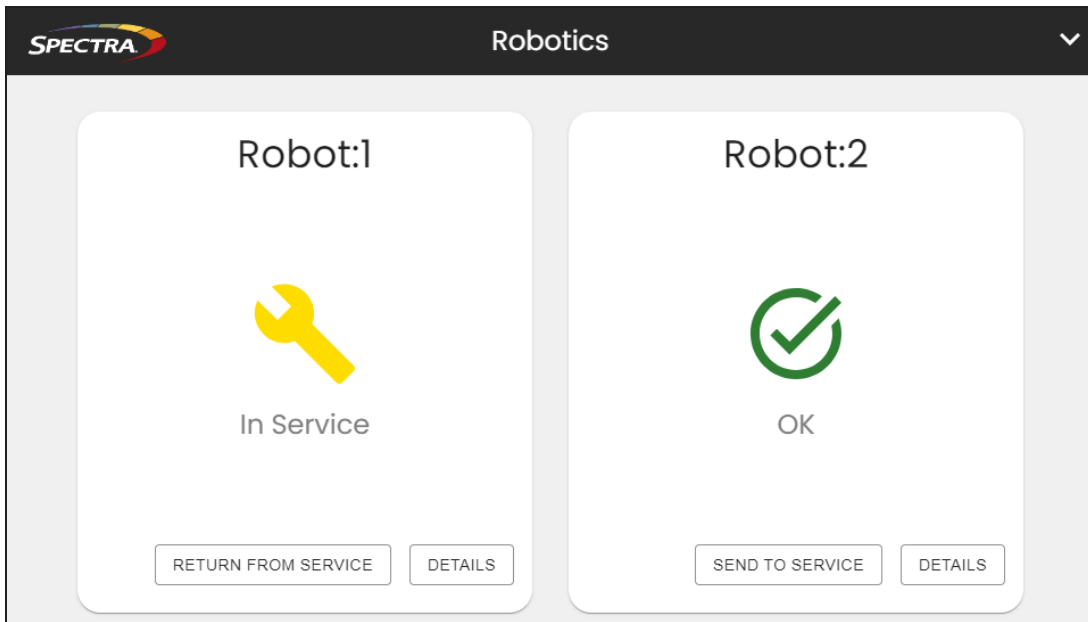 SPECTRA
Robotics
Robot:1
In Service
RETURN FROM SERVICE
DETAILS
Robot:2
OK
SEND TO SERVICE
DETAILS